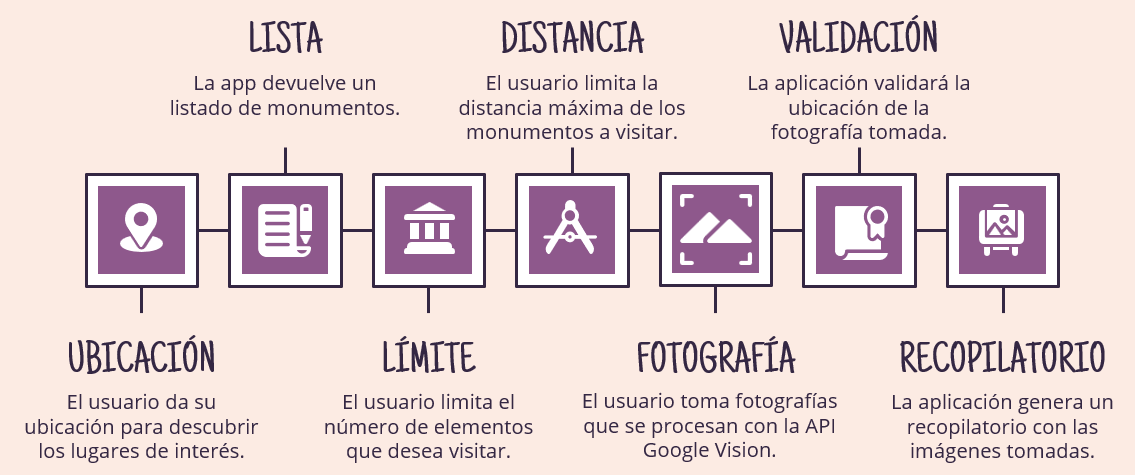 LISTA
La app devuelve un
listado de monumentos.
DISTANCIA
El usuario limita la
distancia máxima de los
monumentos a visitar.
VALIDACIÓN
La aplicación validará la
ubicación de la
fotografía tomada.
UBICACIÓN
El usuario da su
ubicación para descubrir
los lugares de interés.
LÍMITE
El usuario limita el
número de elementos
que desea visitar.
FOTOGRAFÍA
El usuario toma fotografías
que se procesan con la API
Google Vision.
RECOPILATORIO
La aplicación genera un
recopilatorio con las
imágenes tomadas.